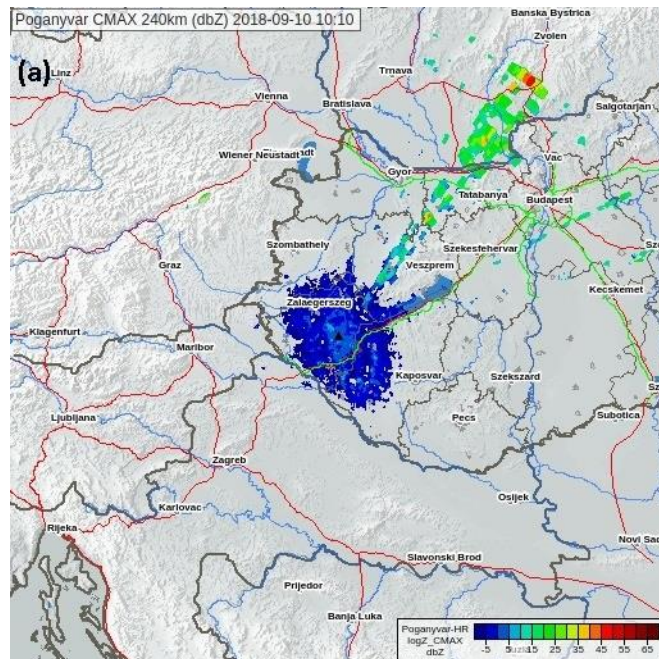 Poganyvar CMAX 240km (dbZ) 2018-09-10 10:10
Banska Bystrica
Zvolen
(a)
Linz
Trnava
Vienna
Bratislava
Salgotarjan
Wiener Neustadt
Gyor
Vac
Tatabanya
Budapest
Szombathely
Szekesfehervar
Graz
Veszprem
Zalaegerszeg
Kecskemet
Klagenfurt
Maribor
Kaposvar
Szekszard
Ljubljana
Pecs
Subotica
Zagreb
Osijek
Karlovac
Rijeka
Novi Sad
Slavonski Brod
Prijedor
Banja Luka
Poganyvar-HR
logZ_CMAX
dbZ
-5 5 15 25 35 45 55 65